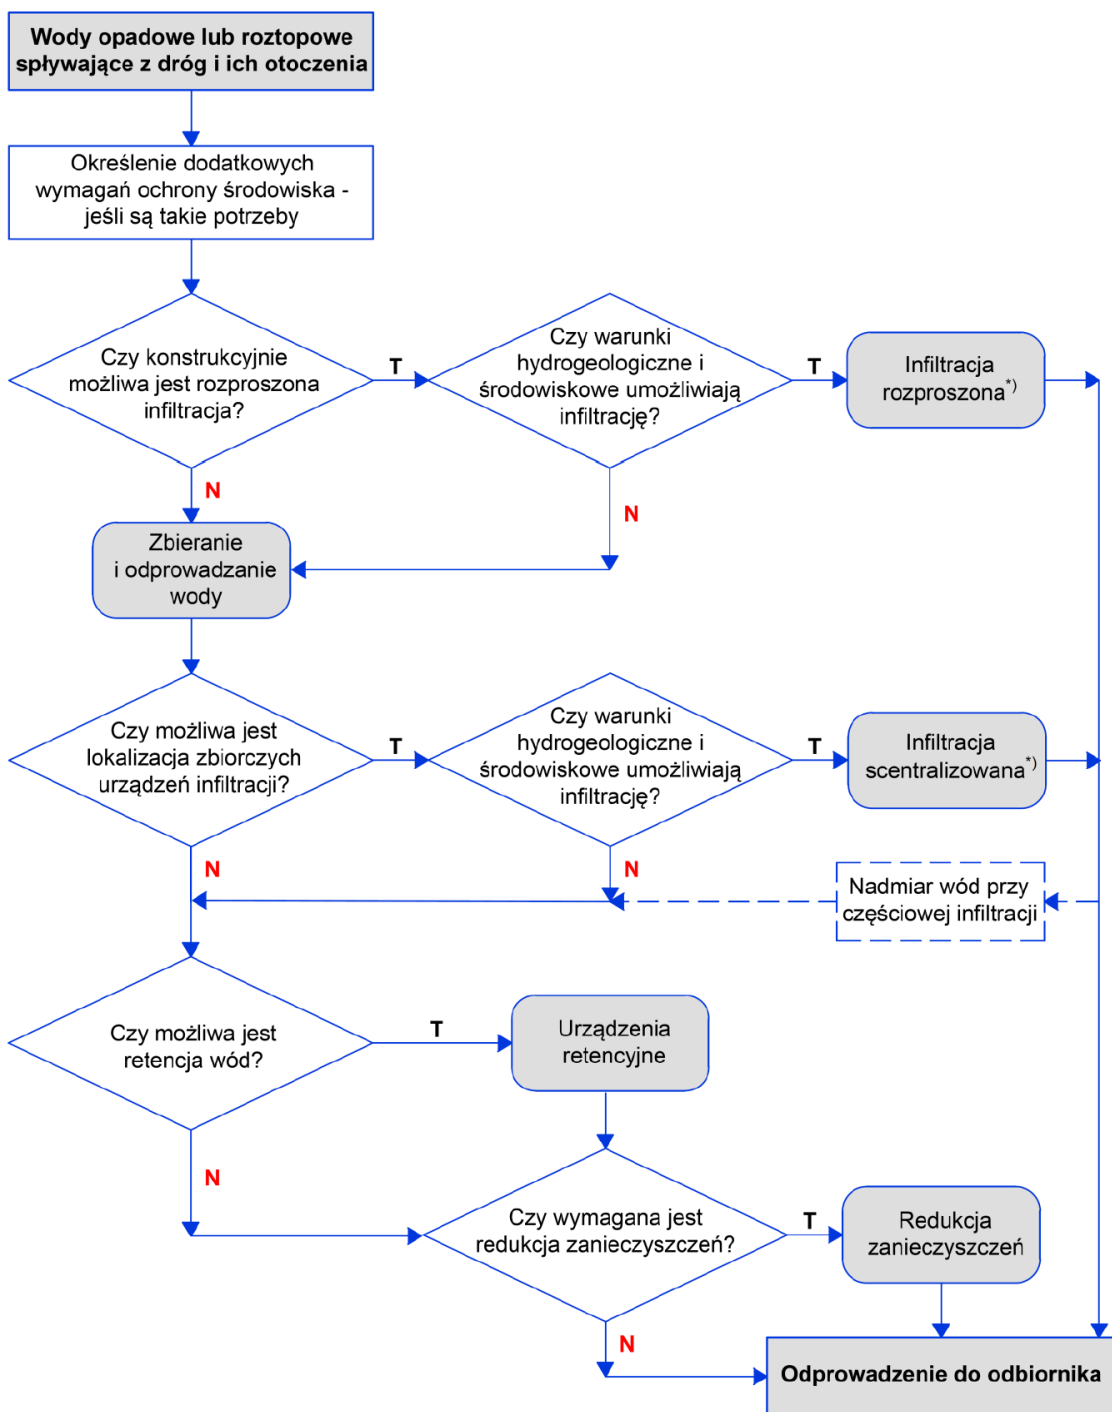 Wody opadowe lub roztopowe
spływające z dróg i ich otoczenia
Określenie dodatkowych
wymagań ochrony środowiska -
jeśli są takie potrzeby
Czy konstrukcyjnie
możliwa jest rozproszona
infiltracja?
T
Czy warunki
hydrogeologiczne i
środowiskowe umożliwiają
infiltrację?
T
Infiltracja
rozproszona*)
N
N
Zbieranie
i odprowadzanie
wody
Czy możliwa jest
lokalizacja zbiorczych
urządzeń infiltracji?
T
Czy warunki
hydrogeologiczne i
środowiskowe umożliwiają
infiltrację?
T
Infiltracja
scentralizowana*)
N
N
Nadmiar wód przy
częściowej infiltracji
Czy możliwa jest
retencja wód?
T
Urządzenia
retencyjne
N
Czy wymagana jest
redukcja zanieczyszczeń?
T
Redukcja
zanieczyszczeń
N
Odprowadzenie do odbiornika